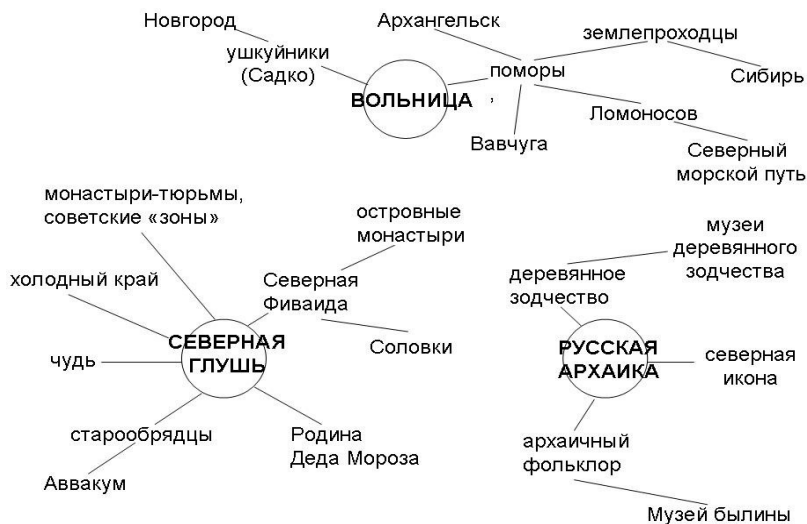 Новгород
ушкуйники
(Садко)
ВОЛЬНИЦА
,
Архангельск
поморы
Вавчуга
землепроходцы
Сибирь
Ломоносов
Северный
морской путь
монастыри-тюрьмы,
советские «зоны»
островные
монастыри
холодный край
Северная
Фиваида
СЕВЕРНАЯ
ГЛУШЬ
Соловки
чудь
старообрядцы
Аввакум
Родина
Деда Мороза
музеи
деревянного
зодчества
деревянное
зодчество
РУССКАЯ
АРХАИКА
северная
икона
архаичный
фольклор
Музей былины